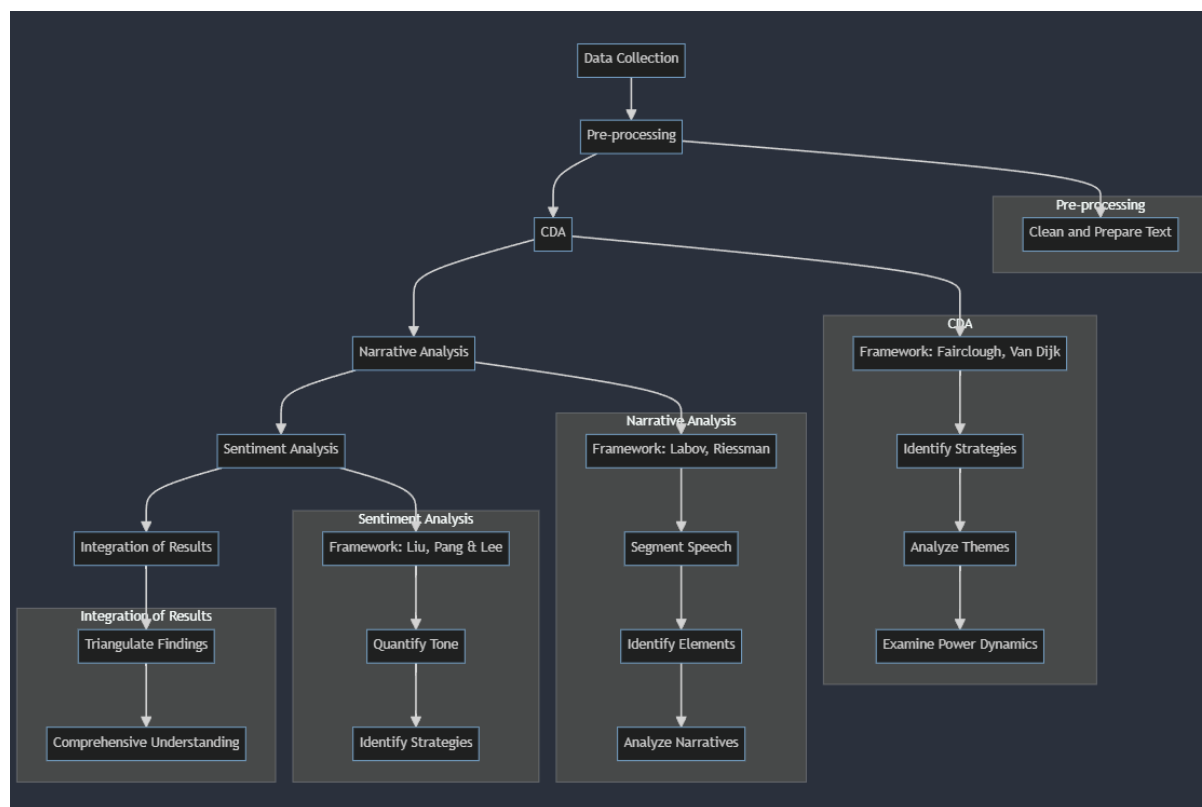 Data Collection
Pre-processing
Pre-processing
Clean and Prepare Text
CDA
CDA
Framework: Fairclough, Van Dijk
Identify Strategies
Analyze Themes
Examine Power Dynamics
Narrative Analysis
Narrative Analysis
Framework: Labov, Riessman
Segment Speech
Identify Elements
Analyze Narratives
Sentiment Analysis
Sentiment Analysis
Framework: Liu, Pang & Lee
Quantify Tone
Identify Strategies
Integration of Results
Integration of Results
Triangulate Findings
Comprehensive Understanding